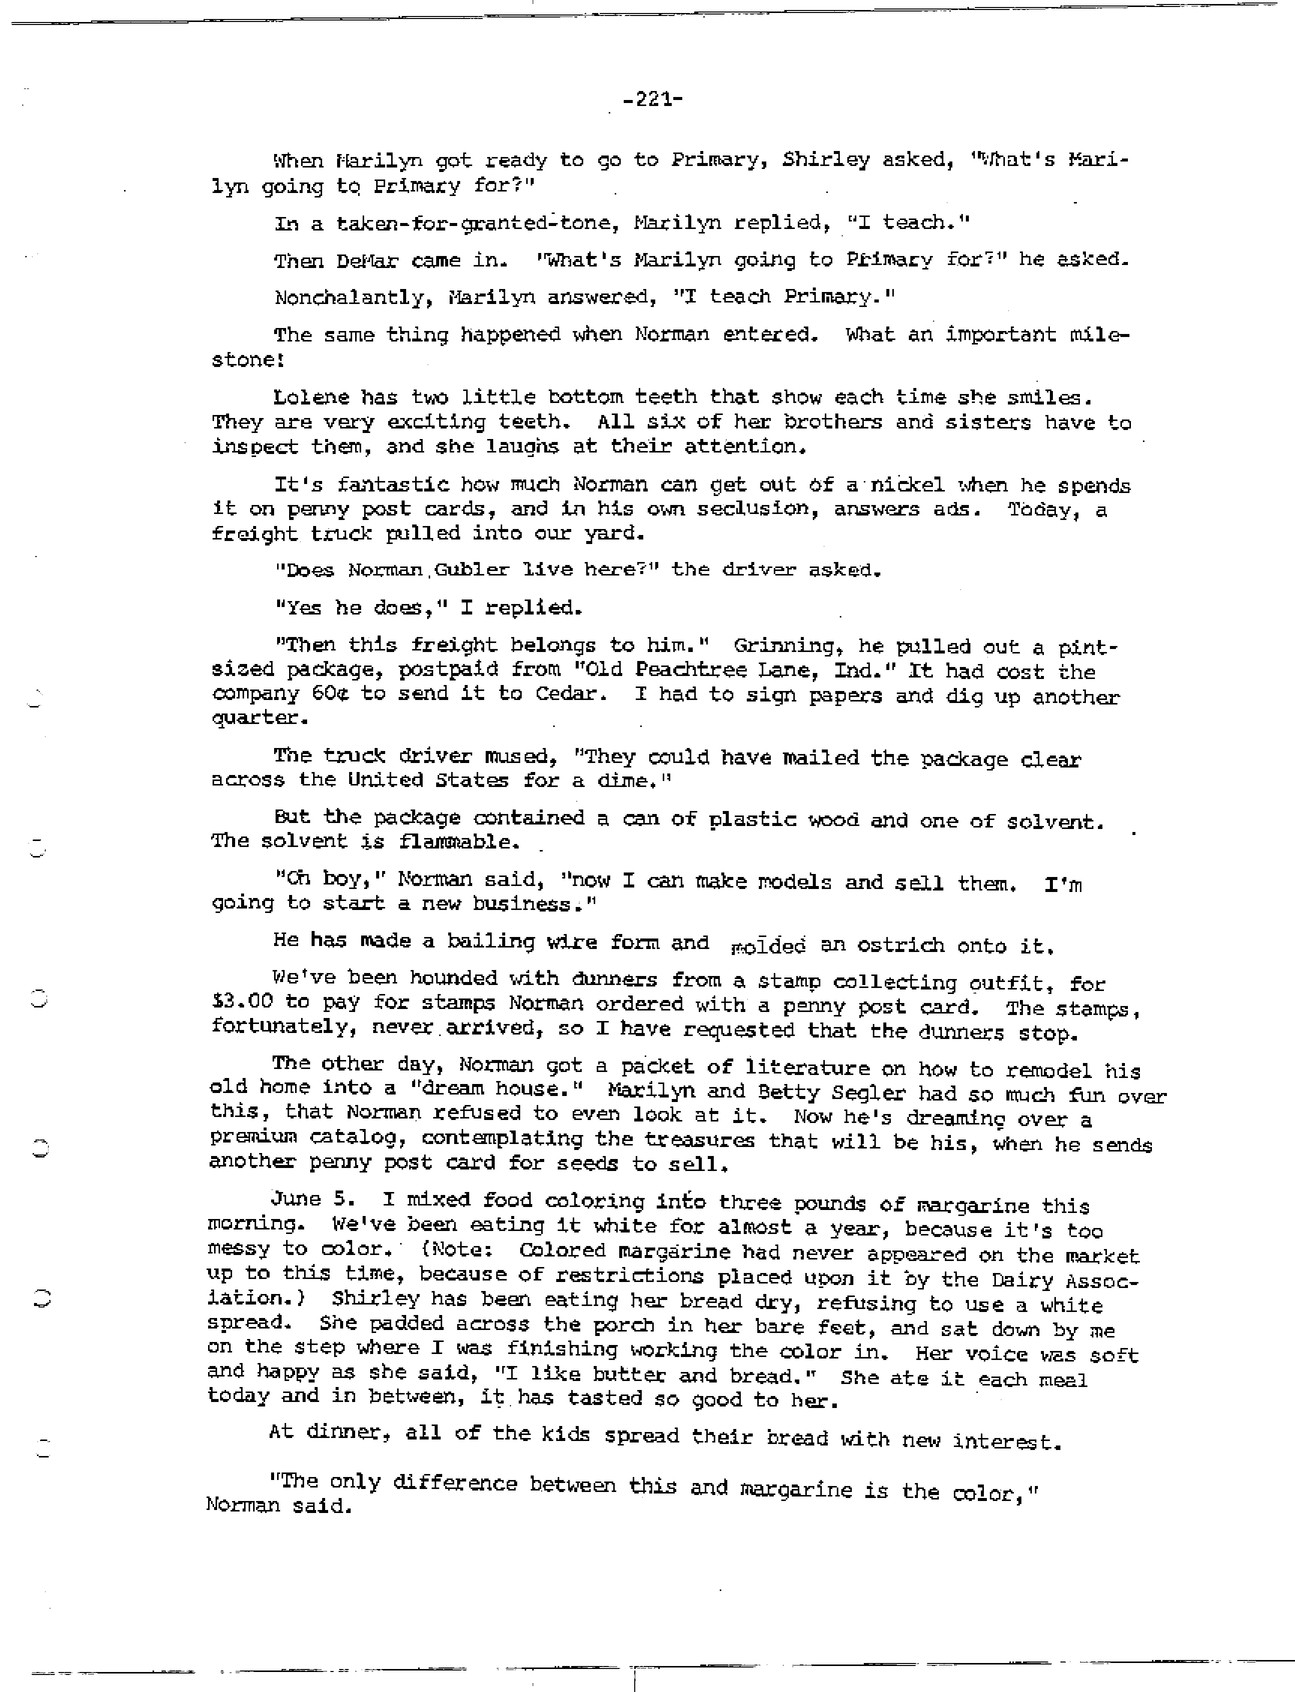 -221-
When Marilyn got ready to go to Primary, Shirley asked, "What's Mari-
lyn going to Primary for?"
In a taken-for-granted-tone, Marilyn replied, "I teach."
Then DeMar came in. "What's Marilyn going to Primary for?" he asked.
Nonchalantly, Marilyn answered, "I teach Primary."
The same thing happened when Norman entered. What an important mile-
stone!
Lolene has two little bottom teeth that show each time she smiles.
They are very exciting teeth. All six of her brothers and sisters have to
inspect them, and she laughs at their attention.
It's fantastic how much Norman can get out of a nickel when he spends
it on penny post cards, and in his own seclusion, answers ads. Today, a
freight truck pulled into our yard.
"Does Norman Gubler live here?" the driver asked.
"Yes he does," I replied.
"Then this freight belongs to him." Grinning, he pulled out a pint-
sized package, postpaid from "Old Peachtree Lane, Ind." It had cost the
company 60¢ to send it to Cedar. I had to sign papers and dig up another
quarter.
The truck driver mused, "They could have mailed the package clear
across the United States for a dime."
But the package contained a can of plastic wood and one of solvent.
The solvent is flammable.
"Oh boy," Norman said, "now I can make models and sell them. I'm
going to start a new business."
He has made a bailing wire form and molded an ostrich onto it.
We've been hounded with dunners from a stamp collecting outfit, for
$3.00 to pay for stamps Norman ordered with a penny post card. The stamps,
fortunately, never arrived, so I have requested that the dunners stop.
The other day, Norman got a packet of literature on how to remodel his
old home into a "dream house." Marilyn and Betty Segler had so much fun over
this, that Norman refused to even look at it. Now he's dreaming over a
premium catalog, contemplating the treasures that will be his, when he sends
another penny post card for seeds to sell.
June 5. I mixed food coloring into three pounds of margarine this
morning. We've been eating it white for almost a year, because it's too
messy to color. (Note: Colored margarine had never appeared on the market
up to this time, because of restrictions placed upon it by the Dairy Assoc-
iation.) Shirley has been eating her bread dry, refusing to use a white
spread. She padded across the porch in her bare feet, and sat down by me
on the step where I was finishing working the color in. Her voice was soft
and happy as she said, "I like butter and bread." She ate it each meal
today and in between, it has tasted so good to her.
At dinner, all of the kids spread their bread with new interest.
"The only difference between this and margarine is the color,"
Norman said.